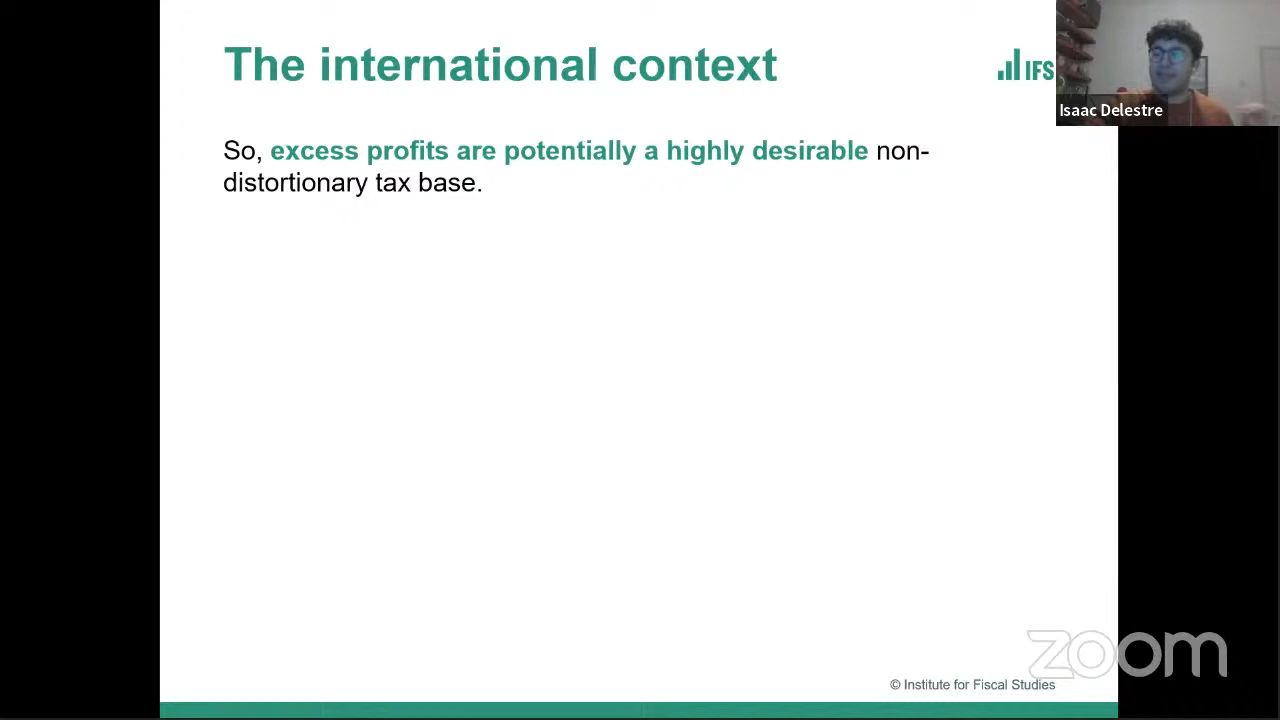 The international context
IFS
Isaac Delestre
So, excess profits are potentially a highly desirable non-
distortionary tax base.
zoom
© Institute for Fiscal Studies